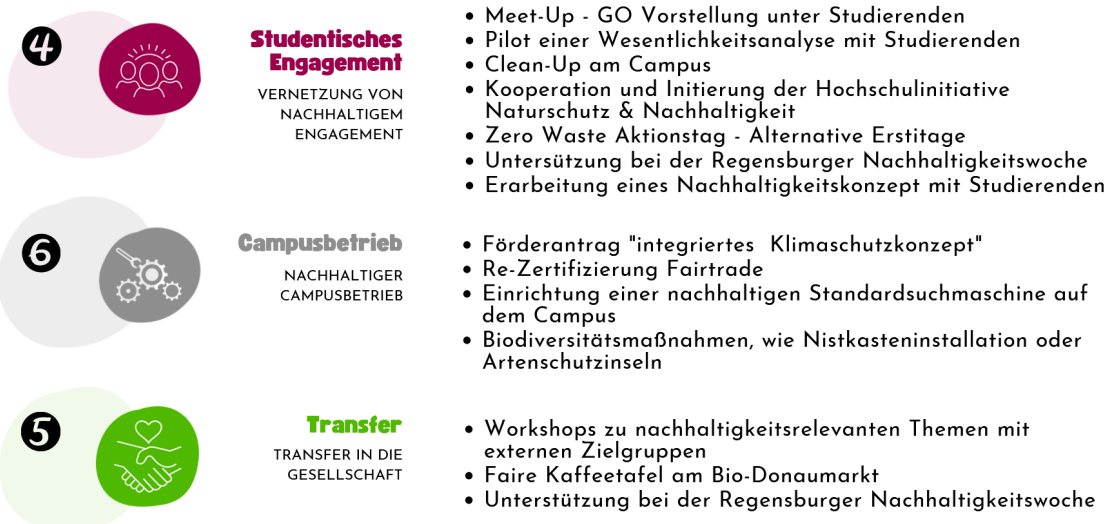 4
Studentisches
Engagement
VERNETZUNG VON
NACHHALTIGEM
ENGAGEMENT
• Meet-Up - GO Vorstellung unter Studierenden
• Pilot einer Wesentlichkeitsanalyse mit Studierenden
• Clean-Up am Campus
• Kooperation und Initierung der Hochschulinitiative
Naturschutz & Nachhaltigkeit
• Zero Waste Aktionstag - Alternative Erstitage
• Untersützung bei der Regensburger Nachhaltigkeitswoche
• Erarbeitung eines Nachhaltigkeitskonzept mit Studierenden
6
Campusbetrieb
NACHHALTIGER
CAMPUSBETRIEB
• Förderantrag "integriertes  Klimaschutzkonzept"
• Re-Zertifizierung Fairtrade
• Einrichtung einer nachhaltigen Standardsuchmaschine auf
dem Campus
• Biodiversitätsmaßnahmen, wie Nistkasteninstallation oder
Artenschutzinseln
5
Transfer
TRANSFER IN DIE
GESELLSCHAFT
• Workshops zu nachhaltigkeitsrelevanten Themen mit
externen Zielgruppen
• Faire Kaffeetafel am Bio-Donaumarkt
• Unterstützung bei der Regensburger Nachhaltigkeitswoche